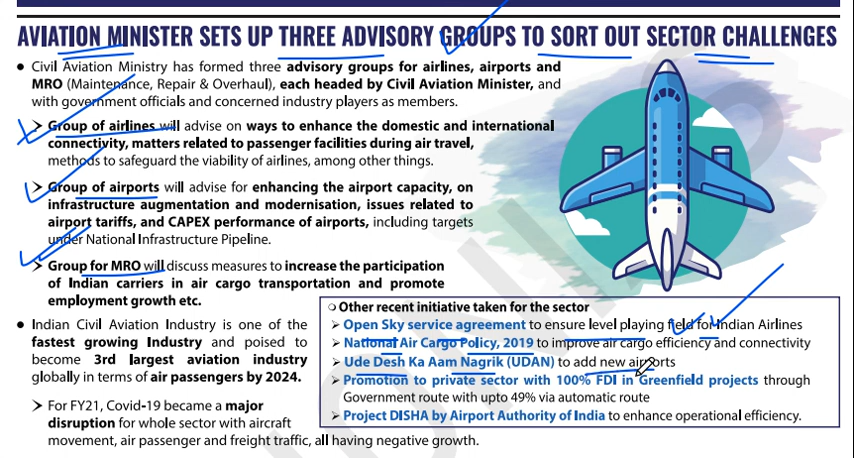 AVIATION MINISTER SETS UP THREE ADVISORY GROUPS TO SORT OUT SECTOR CHALLENGES
● Civil Aviation Ministry has formed three advisory groups for airlines, airports and
MRO (Maintenance, Repair & Overhaul), each headed by Civil Aviation Minister, and
with government officials and concerned industry players as members.
➤ Group of airlines will advise on ways to enhance the domestic and international
connectivity, matters related to passenger facilities during air travel,
methods to safeguard the viability of airlines, among other things.
➤ Group of airports will advise for enhancing the airport capacity, on
infrastructure augmentation and modernisation, issues related to
airport tariffs, and CAPEX performance of airports, including targets
under National Infrastructure Pipeline.
➤ Group for MRO will discuss measures to increase the participation
of Indian carriers in air cargo transportation and promote
employment growth etc.
● Indian Civil Aviation Industry is one of the
fastest growing Industry and poised to
become 3rd largest aviation industry
globally in terms of air passengers by 2024.
➤ For FY21, Covid-19 became a major
disruption for whole sector with aircraft
movement, air passenger and freight traffic, all having negative growth.
○ Other recent initiative taken for the sector
➤ Open Sky service agreement to ensure level playing field for Indian Airlines
➤ National Air Cargo Policy, 2019 to improve air cargo efficiency and connectivity
➤ Ude Desh Ka Aam Nagrik (UDAN) to add new airports
➤ Promotion to private sector with 100% FDI in Greenfield projects through
Government route with upto 49% via automatic route
➤ Project DISHA by Airport Authority of India to enhance operational efficiency.